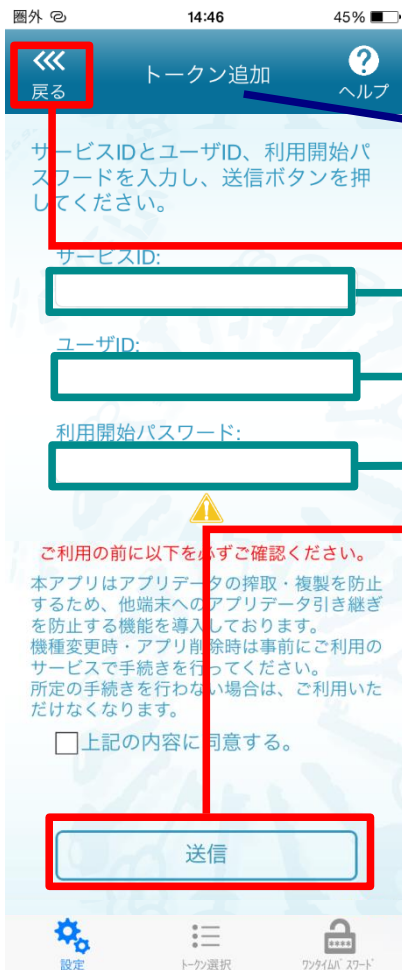 圏外 14:46 45%
戻る トークン追加 ? ヘルプ
サービスIDとユーザID、利用開始パ
スワードを入力し、送信ボタンを押
してください。
サービスID:
ユーザID:
利用開始パスワード:
ご利用の前に以下を必ずご確認ください。
本アプリはアプリデータの搾取・複製を防止
するため、他端末へのアプリデータ引き継ぎ
を防止する機能を導入しております。
機種変更時・アプリ削除時は事前にご利用の
サービスで手続きを行ってください。
所定の手続きを行わない場合は、ご利用いた
だけなくなります。
上記の内容に同意する。
送信
設定 トークン選択 ワンタイムパスワード